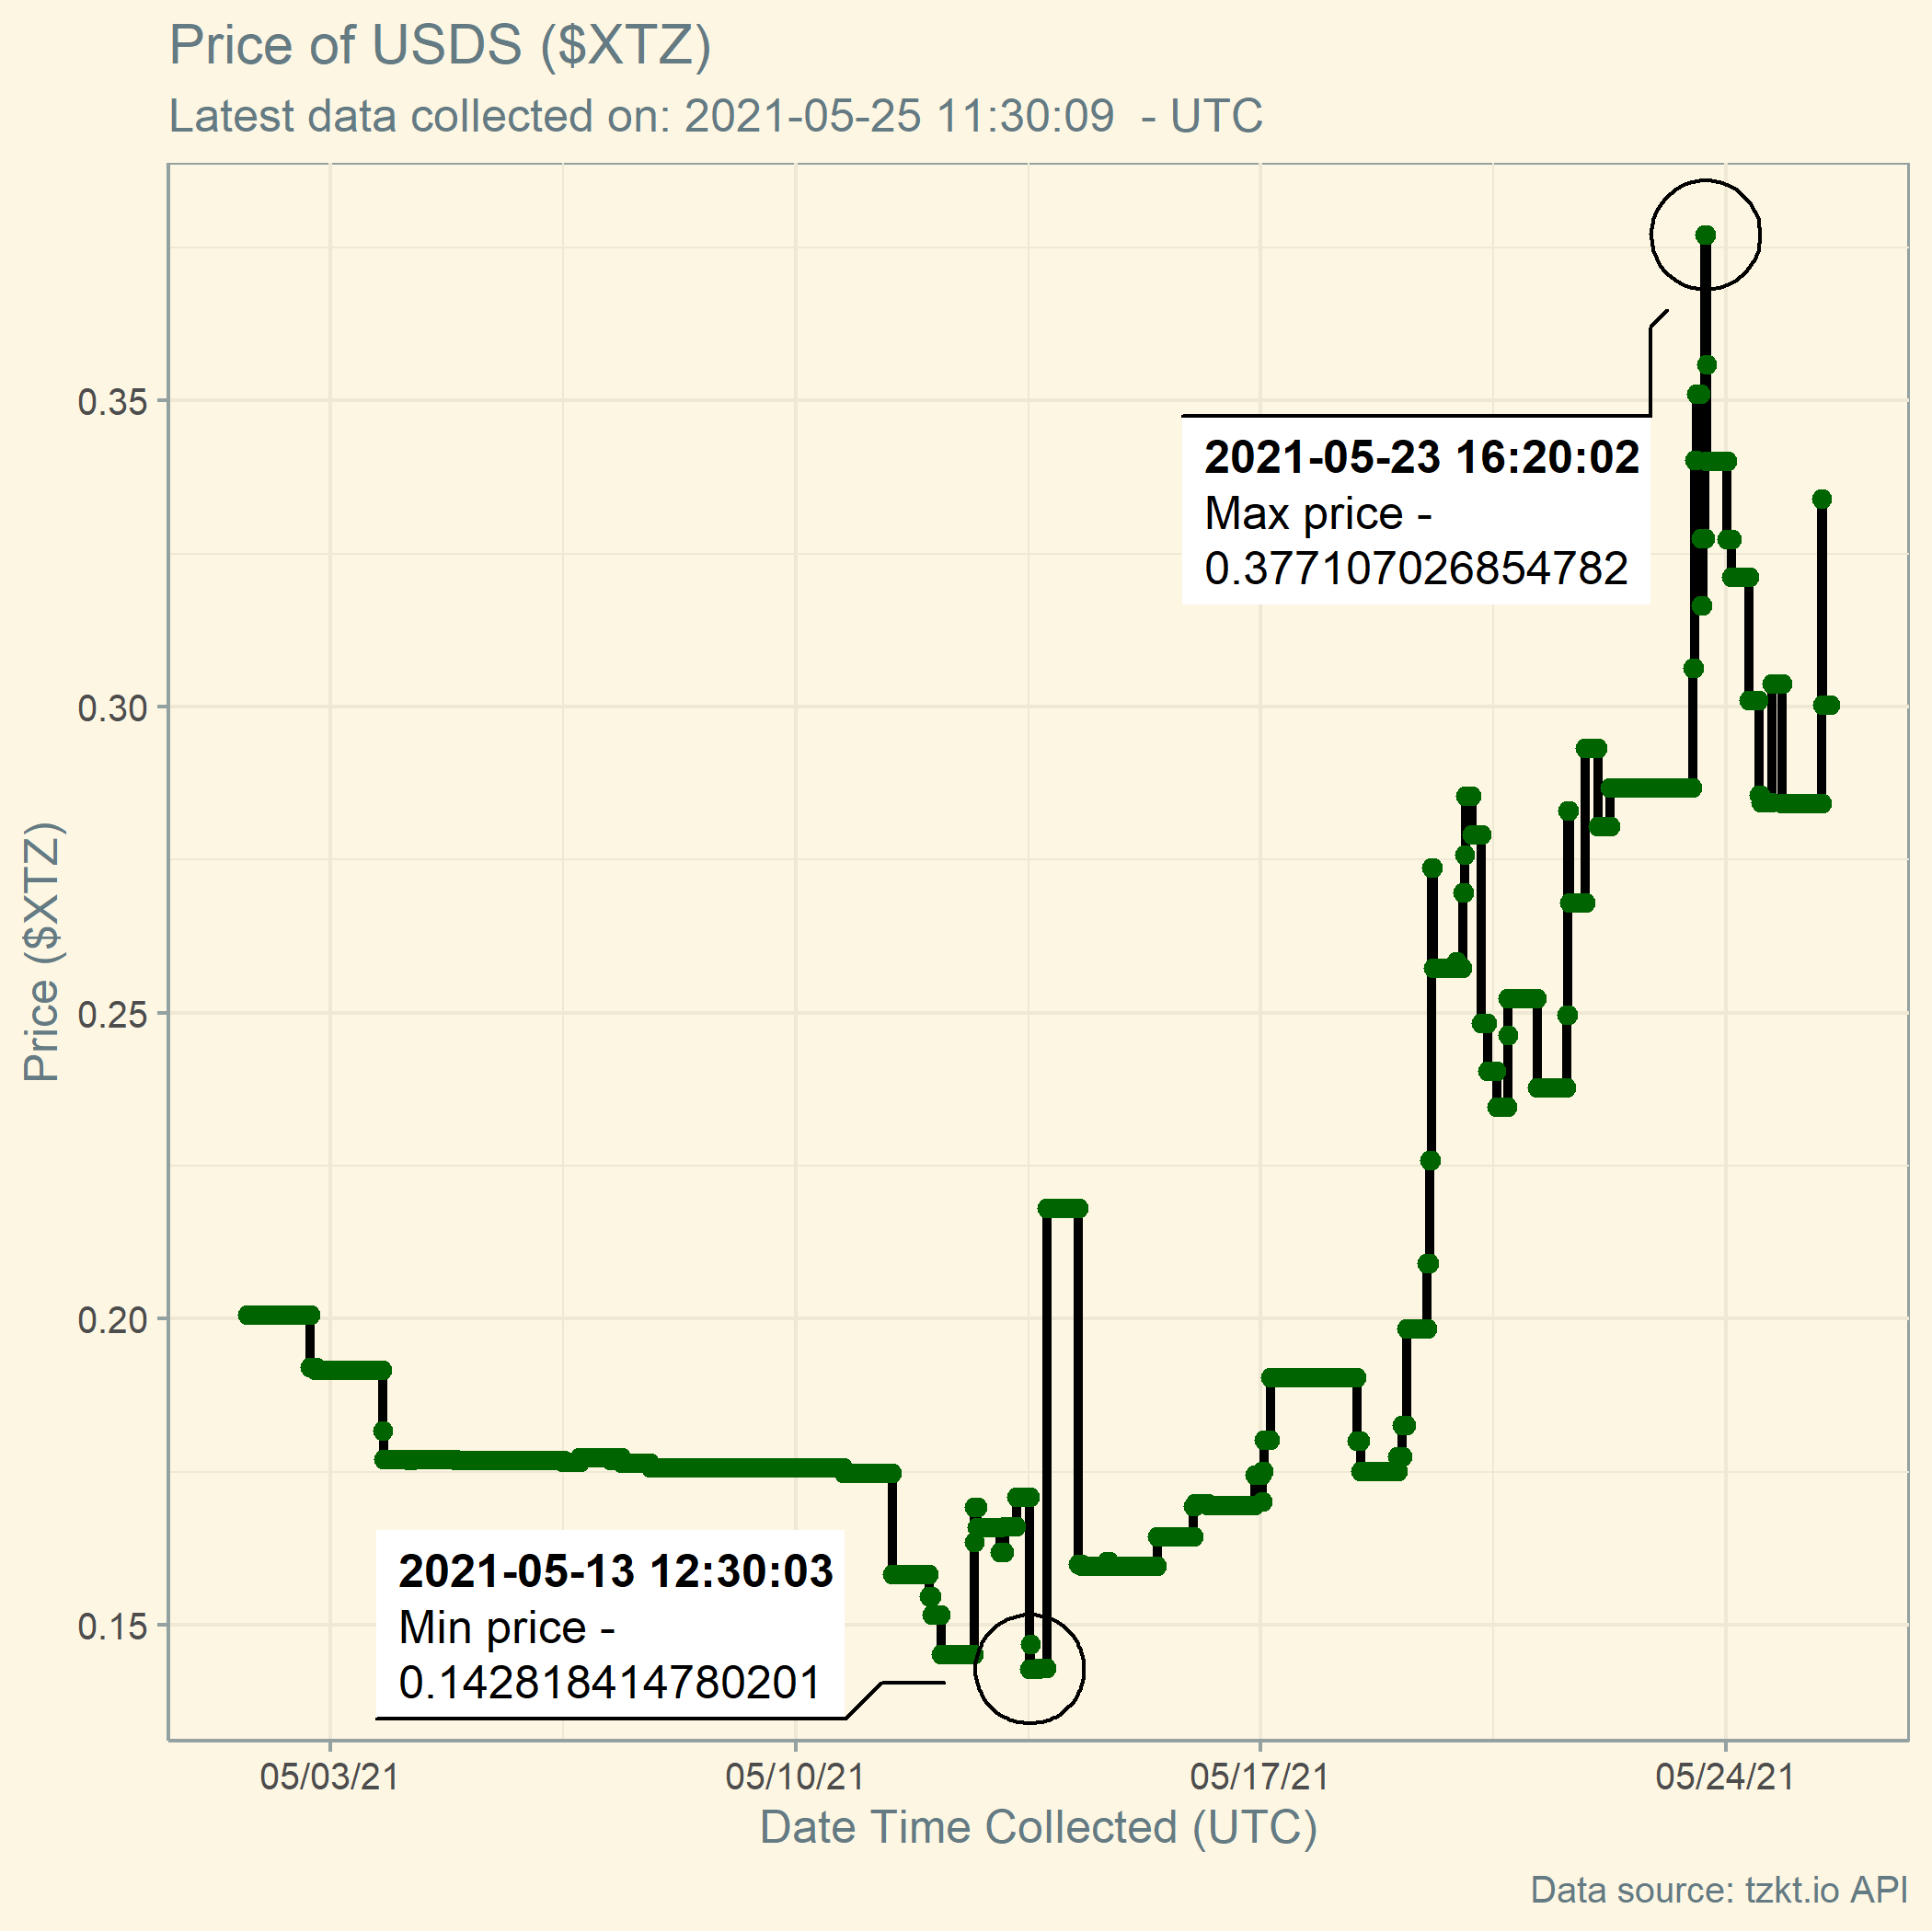 Price of USDS ($XTZ)
Latest data collected on: 2021-05-25 11:30:09  - UTC
0.35
0.30
0.25
0.20
0.15
Price ($XTZ)
2021-05-23 16:20:02
Max price -
0.377107026854782
2021-05-13 12:30:03
Min price -
0.142818414780201
05/03/21
05/10/21
05/17/21
05/24/21
Date Time Collected (UTC)
Data source: tzkt.io API